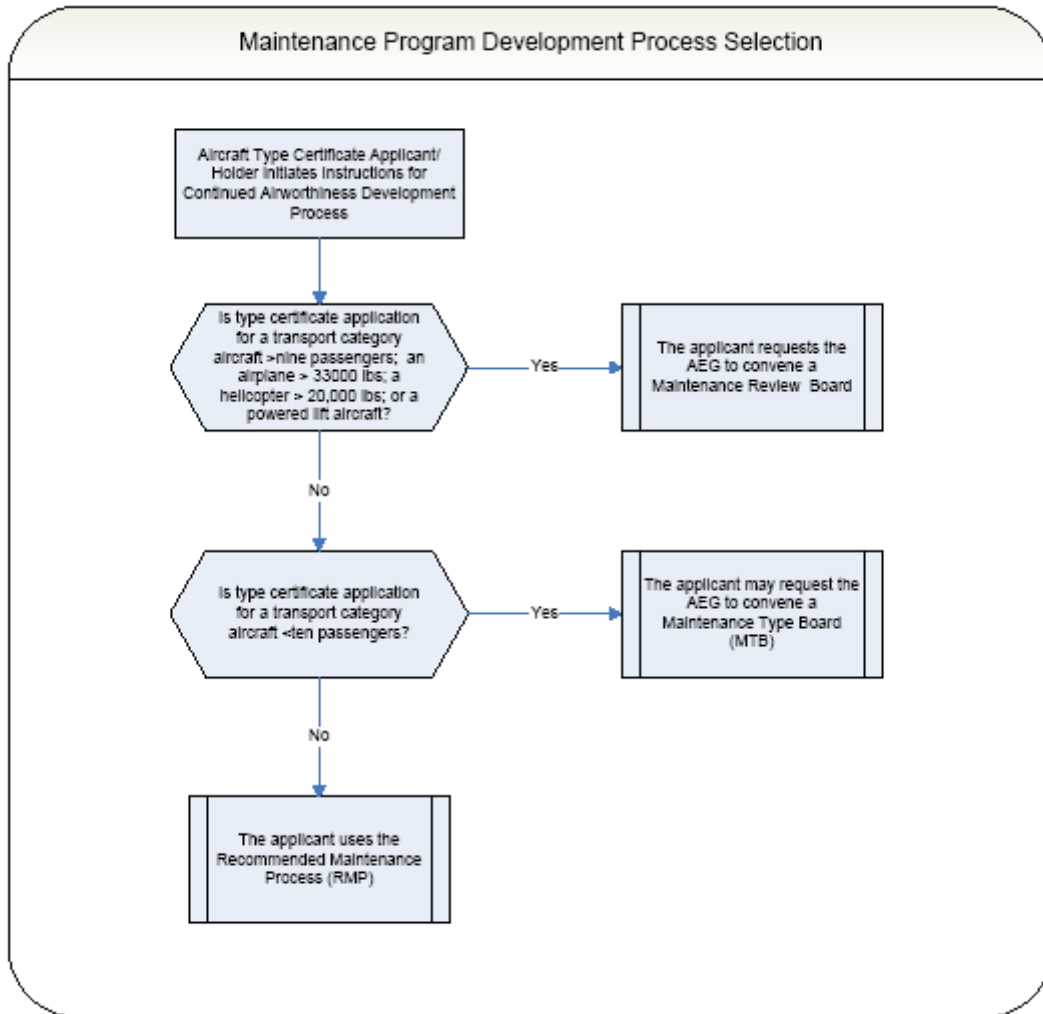 Maintenance Program Development Process Selection
Aircraft Type Certificate Applicant/
Holder Initiates Instructions for
Continued Airworthiness Development
Process
Is type certificate application
for a transport category
aircraft >nine passengers; an
airplane > 33000 lbs; a
helicopter > 20,000 lbs; or a
powered lift aircraft?
Yes
The applicant requests the
AEG to convene a
Maintenance Review Board
No
Is type certificate application
for a transport category
aircraft <ten passengers?
Yes
The applicant may request the
AEG to convene a
Maintenance Type Board
(MTB)
No
The applicant uses the
Recommended Maintenance
Process (RMP)